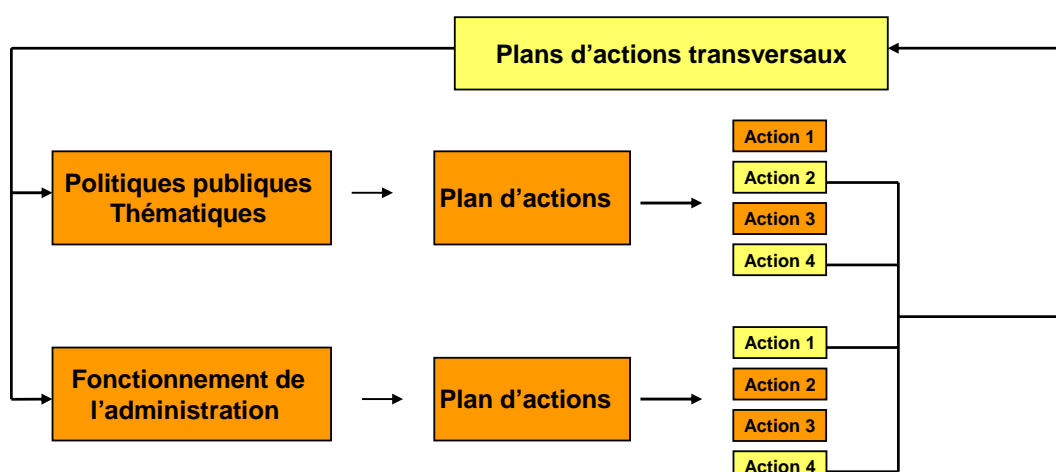 Plans d’actions transversaux
Action 1
Action 2
Action 3
Action 4
Politiques publiques
Thématiques
Plan d’actions
Action 1
Action 2
Action 3
Action 4
Fonctionnement de
l’administration
Plan d’actions